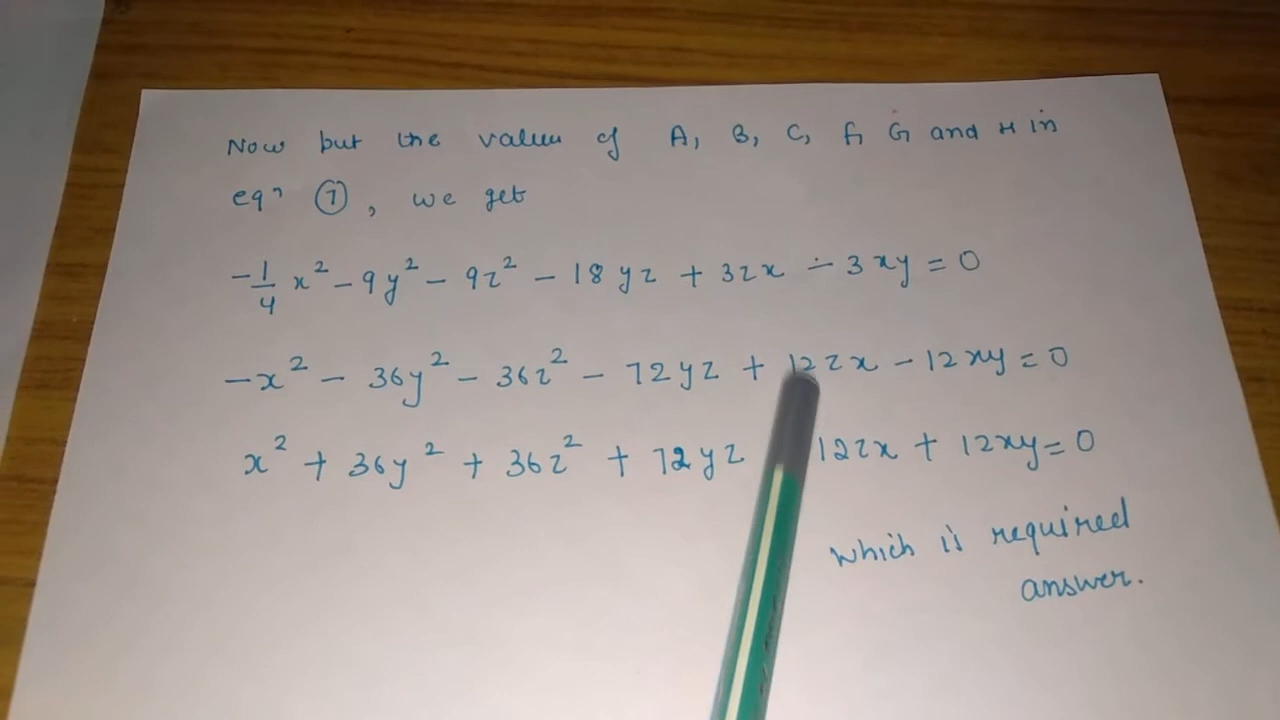 Now but the value of A, B, C, F, G and H in
eqn ①, we get
-1/4 x² - 9y² - 9z² - 18yz + 3zx - 3xy = 0
-x² - 36y² - 36z² - 72yz + 12zx - 12xy = 0
x² + 36y² + 36z² + 72yz 12zx + 12xy = 0
which is required
answer.